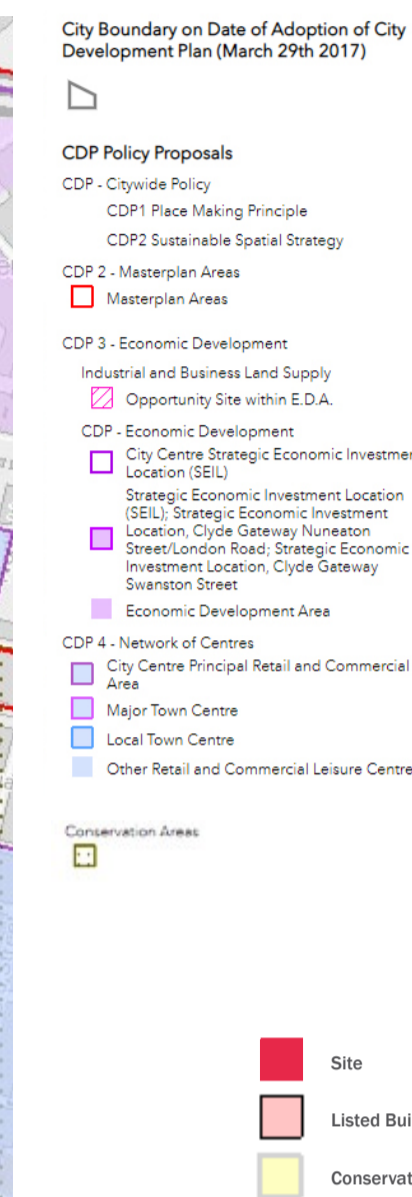 City Boundary on Date of Adoption of City
Development Plan (March 29th 2017)
CDP Policy Proposals
CDP - Citywide Policy
CDP1 Place Making Principle
CDP2 Sustainable Spatial Strategy
CDP 2 - Masterplan Areas
Masterplan Areas
CDP 3 - Economic Development
Industrial and Business Land Supply
Opportunity Site within E.D.A.
CDP - Economic Development
City Centre Strategic Economic Investmen
Location (SEIL)
Strategic Economic Investment Location
(SEIL); Strategic Economic Investment
Location, Clyde Gateway Nuneaton
Street/London Road; Strategic Economic
Investment Location, Clyde Gateway
Swanston Street
Economic Development Area
CDP 4 - Network of Centres
City Centre Principal Retail and Commercial
Area
Major Town Centre
Local Town Centre
Other Retail and Commercial Leisure Centre
Conservation Areas
Site
Listed Bui
Conservat